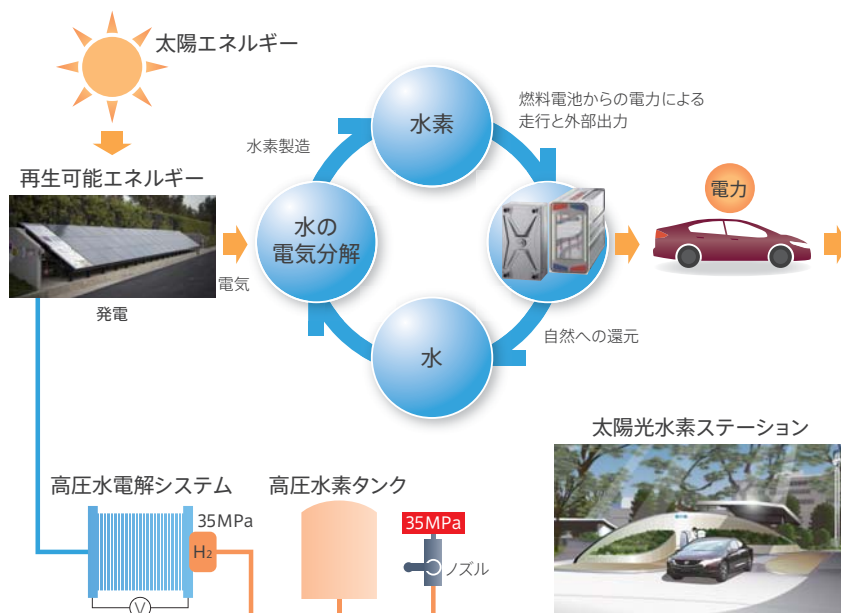 太陽エネルギー
水素
燃料電池からの電力による
走行と外部出力
水素製造
再生可能エネルギー
電力
水の
電気分解
電気
発電
自然への還元
水
太陽光水素ステーション
高圧水電解システム
高圧水素タンク
35MPa
35MPa
H₂
ノズル
V